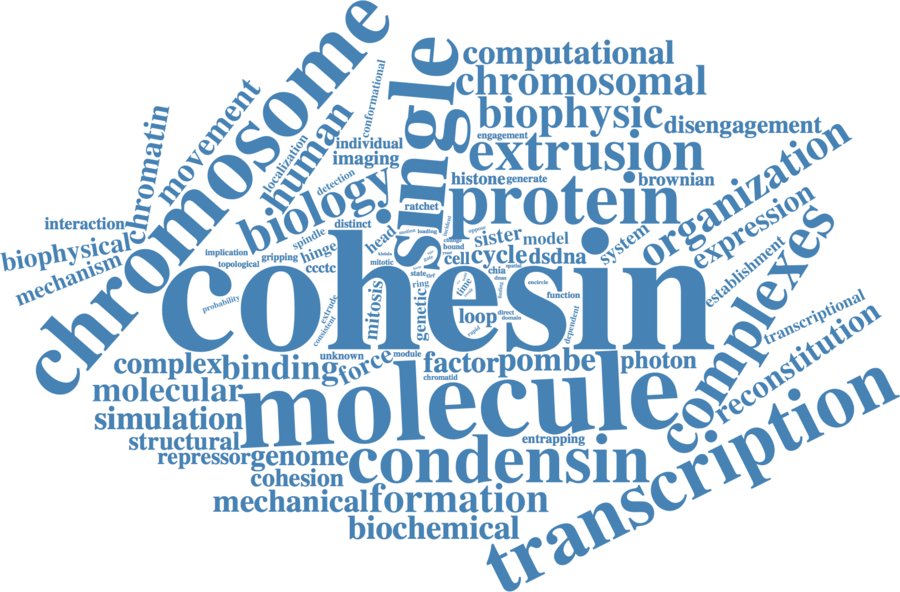 computational
chromosomal
biophysic
disengagement
engagement
extrusion
chromosome
single
conformational
human
individual
imaging
localization
movement
chromatin
detection
histone
generate
brownian
protein
organization
expression
biology
ratchet
distinct
interaction
biophysical
mechanism
implication
topological
gripping
spindle
hinge
head
ccctc
sister
model
bound
cell
cycle
dsdna
system
establishment
complexes
cohesin
mitotic
state
ring
chia
time
encircle
function
probability
extrude
consistent
mitosis
genetic
loop
direct
domain
rapid
dependent
transcriptional
reconstitution
complex
binding
unknown
force
module
factor
pombe
photon
chromatid
molecular
simulation
structural
molecule
entrapping
repressor
genome
condensin
cohesion
mechanical
formation
biochemical
transcription